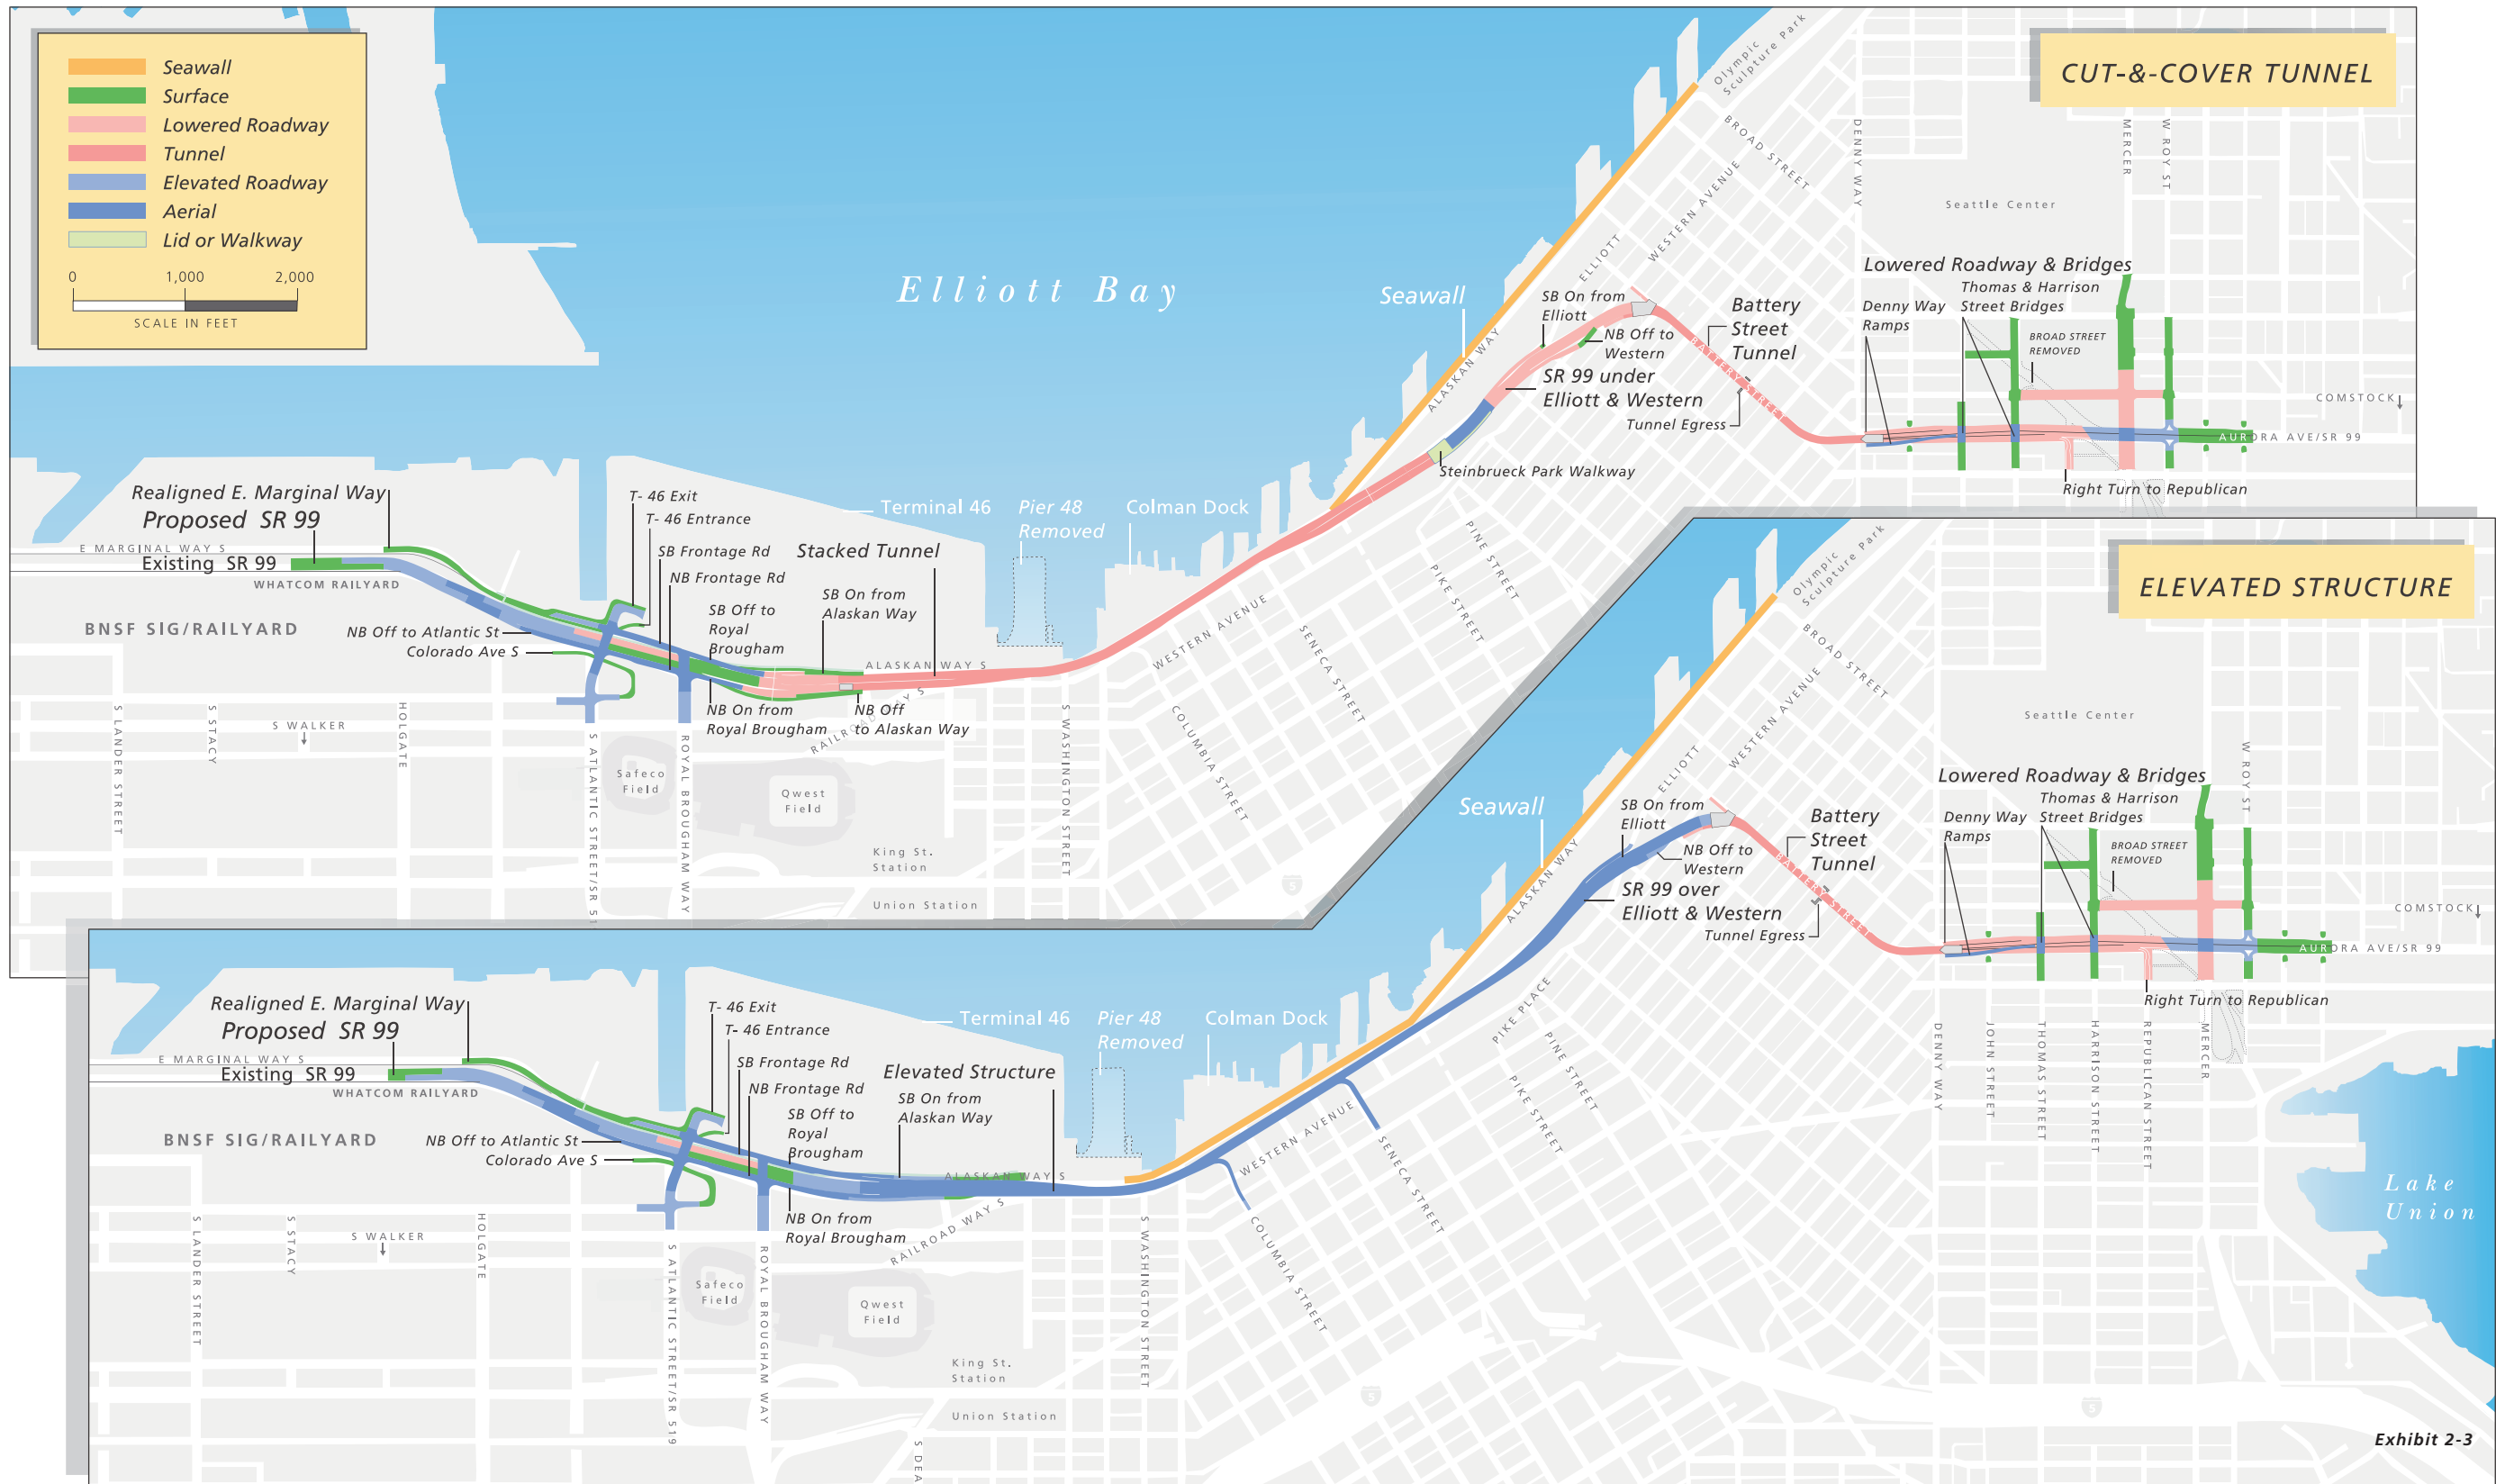 Seawall
Surface
Lowered Roadway
Tunnel
Elevated Roadway
Aerial
Lid or Walkway
0 1,000 2,000
SCALE IN FEET
CUT-&-COVER TUNNEL
Elliott Bay
Olympic
Sculpture Park
BROAD STREET
WESTERN AVENUE
ELLIOTT
DENNY WAY
MERCER
W ROY ST
Seattle Center
Seawall
ALASKAN WAY
SB On from
Elliott
NB Off to
Western
SR 99 under
Elliott & Western
Battery
Street
Tunnel
BATTERY STREET
Tunnel Egress
Steinbrueck Park Walkway
Lowered Roadway & Bridges
Thomas & Harrison
Street Bridges
Denny Way
Ramps
BROAD STREET
REMOVED
COMSTOCK
AURORA AVE/SR 99
Right Turn to Republican
Realigned E. Marginal Way
Proposed SR 99
E MARGINAL WAY S
Existing SR 99
WHATCOM RAILYARD
BNSF SIG/RAILYARD
T- 46 Exit
T- 46 Entrance
SB Frontage Rd
NB Frontage Rd
SB Off to
Royal
Brougham
Stacked Tunnel
SB On from
Alaskan Way
Terminal 46
Pier 48
Removed
Colman Dock
NB Off to Atlantic St
Colorado Ave S
ALASKAN WAY S
NB On from
Royal Brougham
NB Off
to Alaskan Way
RAILROAD WAY S
S LANDER STREET
S STACY
S WALKER
HOLGATE
S ATLANTIC STREET/SR 51
ROYAL BROUGHAM WAY
Safeco
Field
Qwest
Field
King St.
Station
Union Station
S WASHINGTON STREET
COLUMBIA STREET
SENECA STREET
WESTERN AVENUE
PIKE STREET
PINE STREET
5
ELEVATED STRUCTURE
Olympic
Sculpture Park
BROAD STREET
WESTERN AVENUE
ELLIOTT
W ROY ST
Seattle Center
Seawall
ALASKAN WAY
SB On from
Elliott
NB Off to
Western
SR 99 over
Elliott & Western
Battery
Street
Tunnel
BATTERY STREET
Tunnel Egress
Lowered Roadway & Bridges
Thomas & Harrison
Street Bridges
Denny Way
Ramps
BROAD STREET
REMOVED
COMSTOCK
AURORA AVE/SR 99
Right Turn to Republican
DENNY WAY
JOHN STREET
THOMAS STREET
HARRISON STREET
REPUBLICAN STREET
MERCER
Lake
Union
Realigned E. Marginal Way
Proposed SR 99
E MARGINAL WAY S
Existing SR 99
WHATCOM RAILYARD
BNSF SIG/RAILYARD
T- 46 Exit
T- 46 Entrance
SB Frontage Rd
NB Frontage Rd
SB Off to
Royal
Brougham
Elevated Structure
SB On from
Alaskan Way
Terminal 46
Pier 48
Removed
Colman Dock
NB Off to Atlantic St
Colorado Ave S
ALASKAN WAY S
NB On from
Royal Brougham
RAILROAD WAY S
S LANDER STREET
S STACY
S WALKER
HOLGATE
S ATLANTIC STREET/SR 519
ROYAL BROUGHAM WAY
Safeco
Field
Qwest
Field
King St.
Station
Union Station
S DEA
S WASHINGTON STREET
COLUMBIA STREET
SENECA STREET
WESTERN AVENUE
PIKE PLACE
PINE STREET
PIKE STREET
5
5
Exhibit 2-3